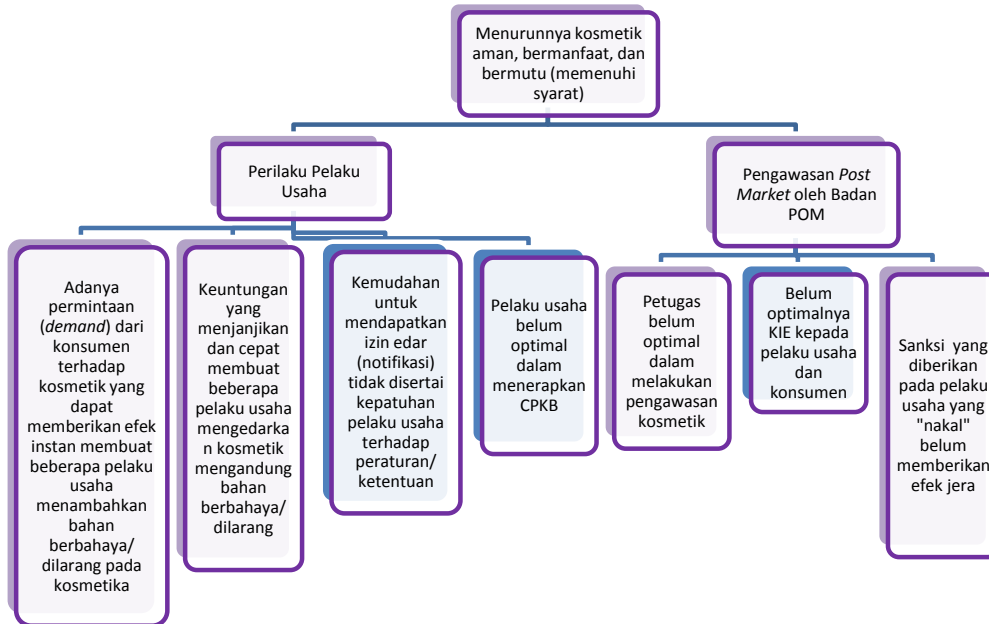 Menurunnya kosmetik
aman, bermanfaat, dan
bermutu (memenuhi
syarat)
Perilaku Pelaku
Usaha
Pengawasan Post
Market oleh Badan
POM
Adanya
permintaan
(demand) dari
konsumen
terhadap
kosmetik yang
dapat
memberikan efek
instan membuat
beberapa pelaku
usaha
menambahkan
bahan
berbahaya/
dilarang pada
kosmetika
Keuntungan
yang
menjanjikan
dan cepat
membuat
beberapa
pelaku usaha
mengedarka
n kosmetik
mengandung
bahan
berbahaya/
dilarang
Kemudahan
untuk
mendapatkan
izin edar
(notifikasi)
tidak disertai
kepatuhan
pelaku usaha
terhadap
peraturan/
ketentuan
Pelaku usaha
belum
optimal
dalam
menerapkan
CPKB
Petugas
belum
optimal
dalam
melakukan
pengawasan
kosmetik
Belum
optimalnya
KIE kepada
pelaku usaha
dan
konsumen
Sanksi yang
diberikan
pada pelaku
usaha yang
"nakal"
belum
memberikan
efek jera